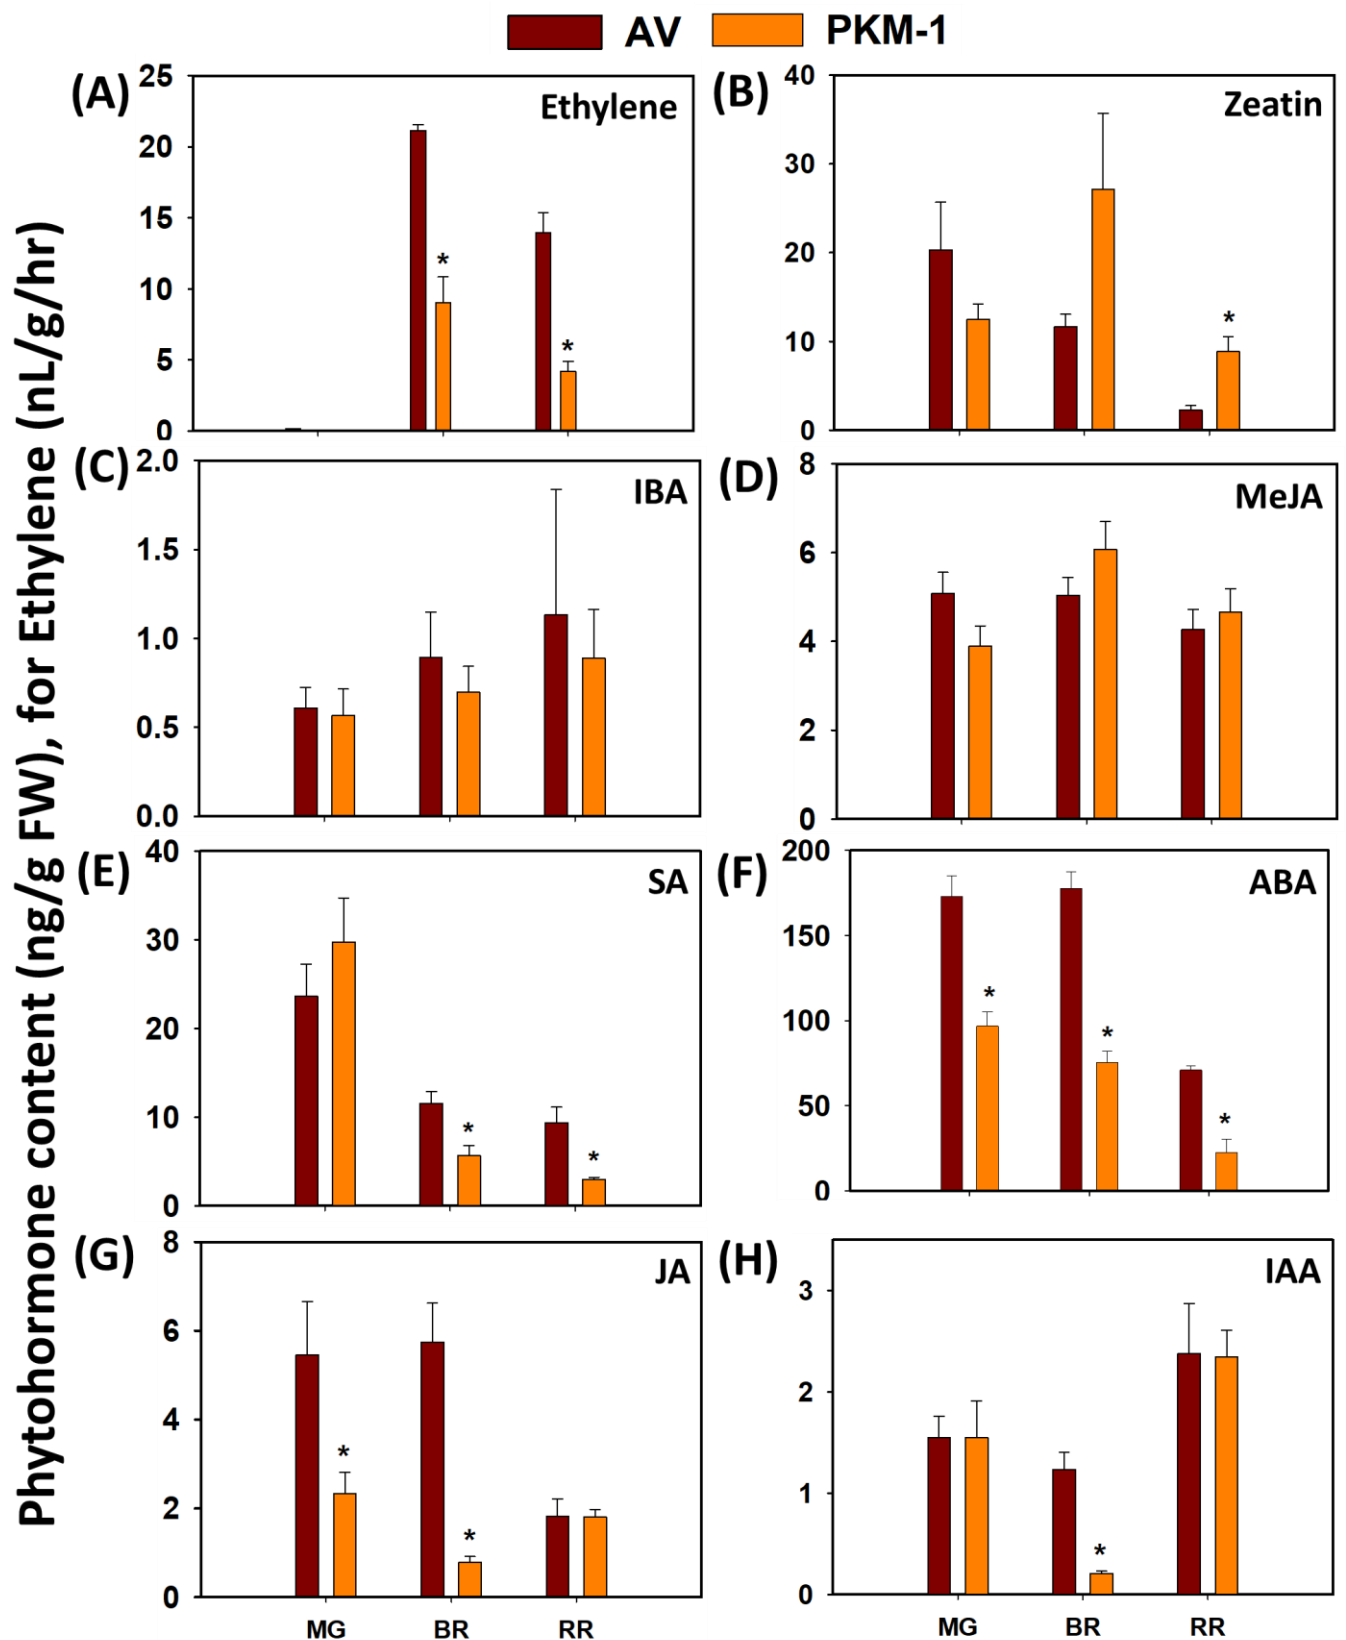 AV PKM-1
Phytohormone content (ng/g FW), for Ethylene (nL/g/hr)
(A)
Ethylene
25
20
15
10
5
0
*
*
(B)
Zeatin
40
30
20
10
0
*
(C)
IBA
2.0
1.5
1.0
0.5
0.0
(D)
MeJA
8
6
4
2
0
(E)
SA
40
30
20
10
0
*
*
(F)
ABA
200
150
100
50
0
*
*
*
(G)
JA
8
6
4
2
0
*
*
MG BR RR
(H)
IAA
3
2
1
0
*
MG BR RR